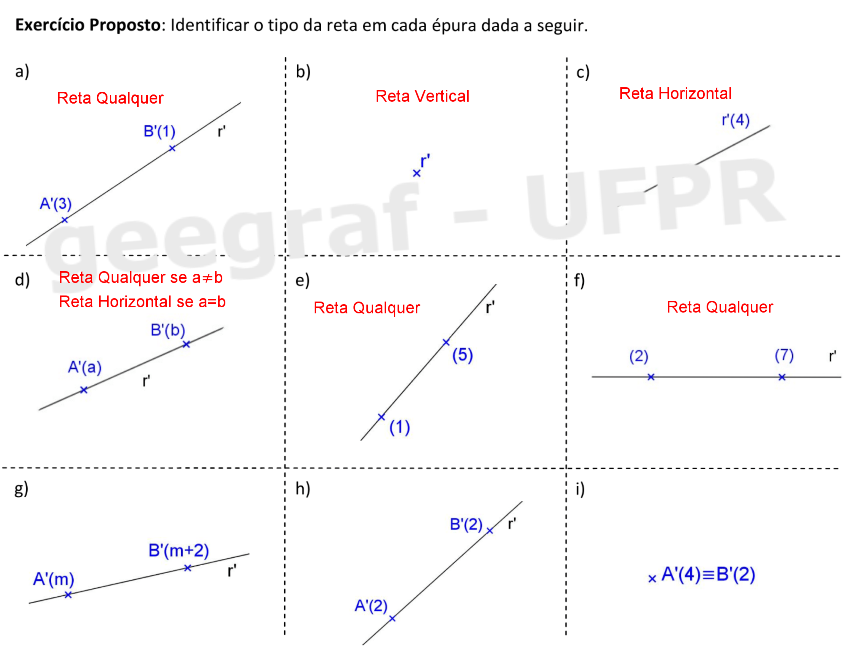 Exercício Proposto: Identificar o tipo da reta em cada épura dada a seguir.
a)
Reta Qualquer
B'(1)
r'
A'(3)
b)
Reta Vertical
r'
c)
Reta Horizontal
r'(4)
geegraf - UFPR
d)
Reta Qualquer se a≠b
Reta Horizontal se a=b
B'(b)
A'(a)
r'
e)
Reta Qualquer
r'
(5)
(1)
f)
Reta Qualquer
(2)
(7)
r'
g)
B'(m+2)
A'(m)
r'
h)
B'(2)
r'
A'(2)
i)
A'(4)≡B'(2)